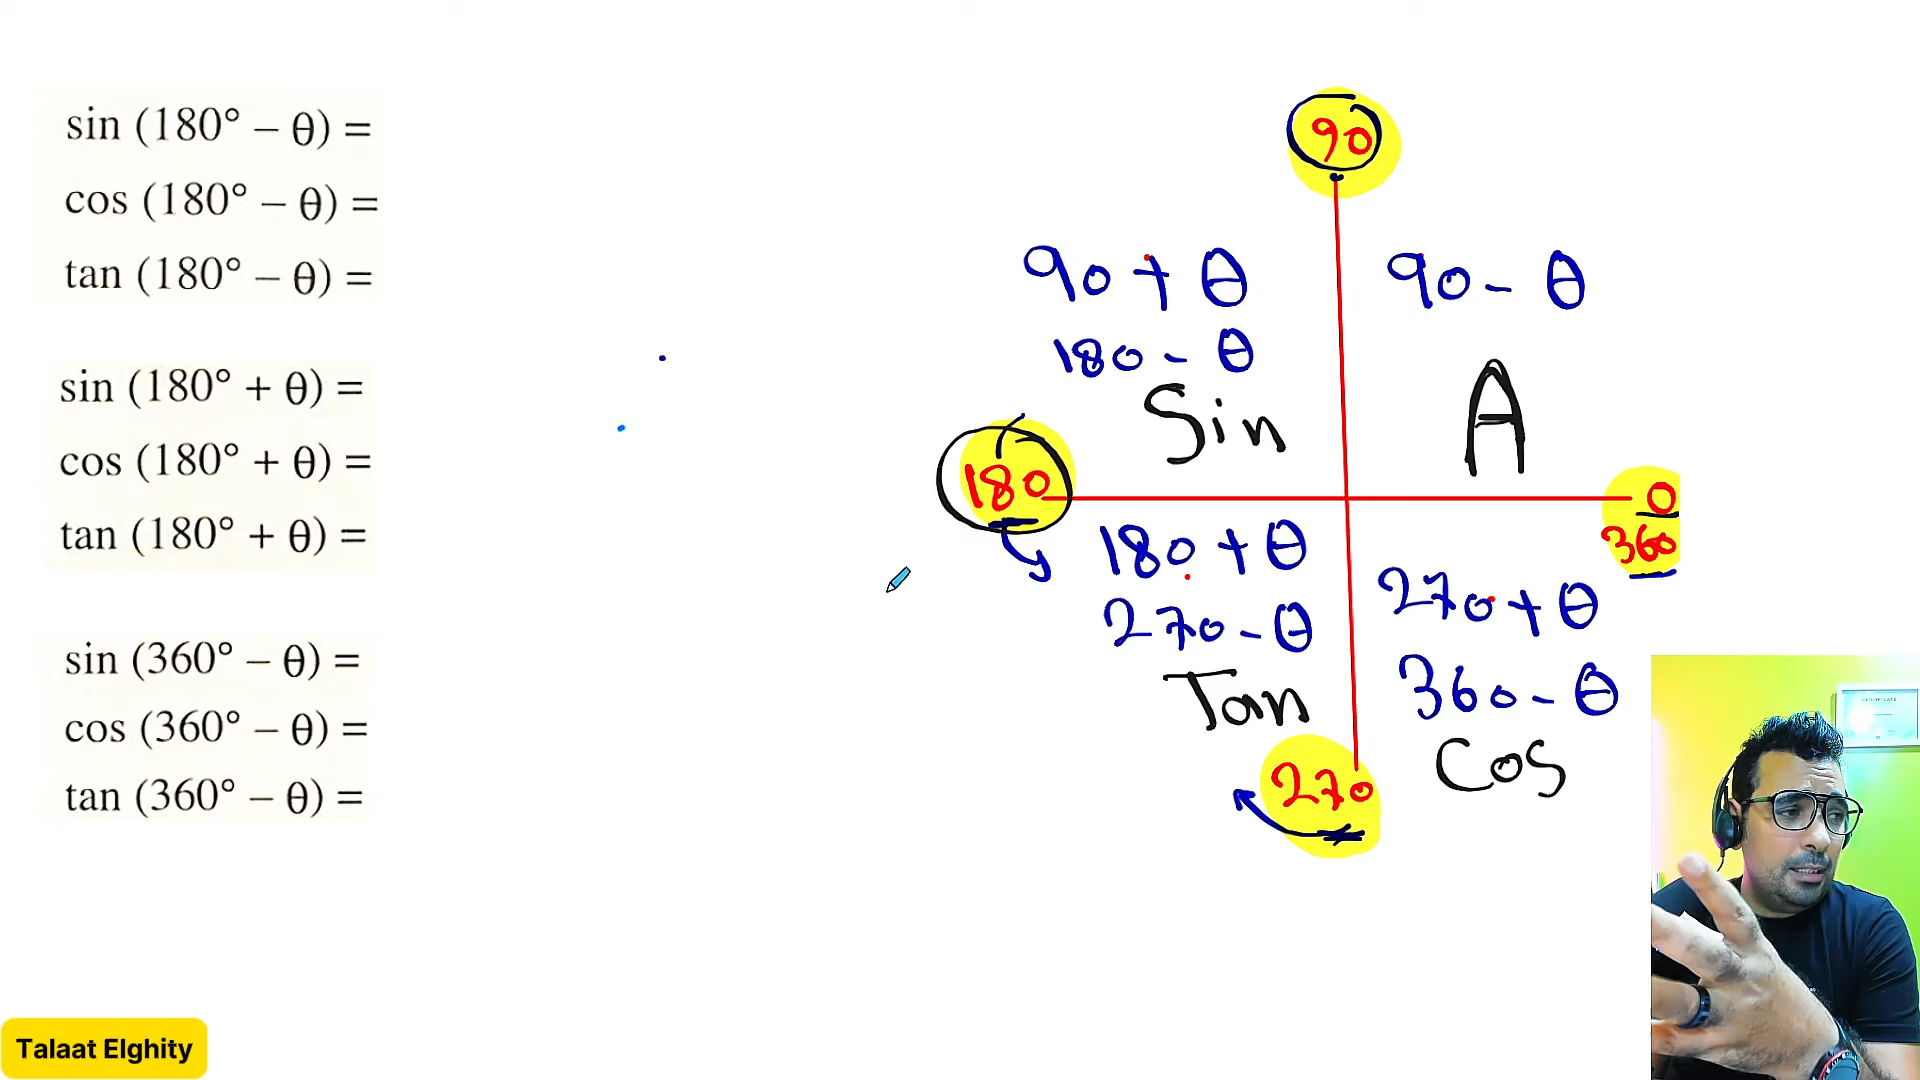 sin (180° – θ) =
cos (180° – θ) =
tan (180° – θ) =
sin (180° + θ) =
cos (180° + θ) =
tan (180° + θ) =
sin (360° – θ) =
cos (360° – θ) =
tan (360° – θ) =
90
90 + θ
180 - θ
Sin
90 - θ
A
180
0
360
180 + θ
270 - θ
Tan
270 + θ
360 - θ
Cos
270
Talaat Elghity